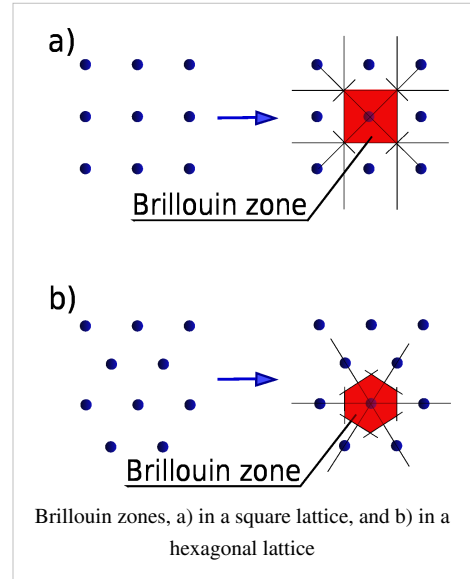 a)
Brillouin zone
b)
Brillouin zone
Brillouin zones, a) in a square lattice, and b) in a
hexagonal lattice